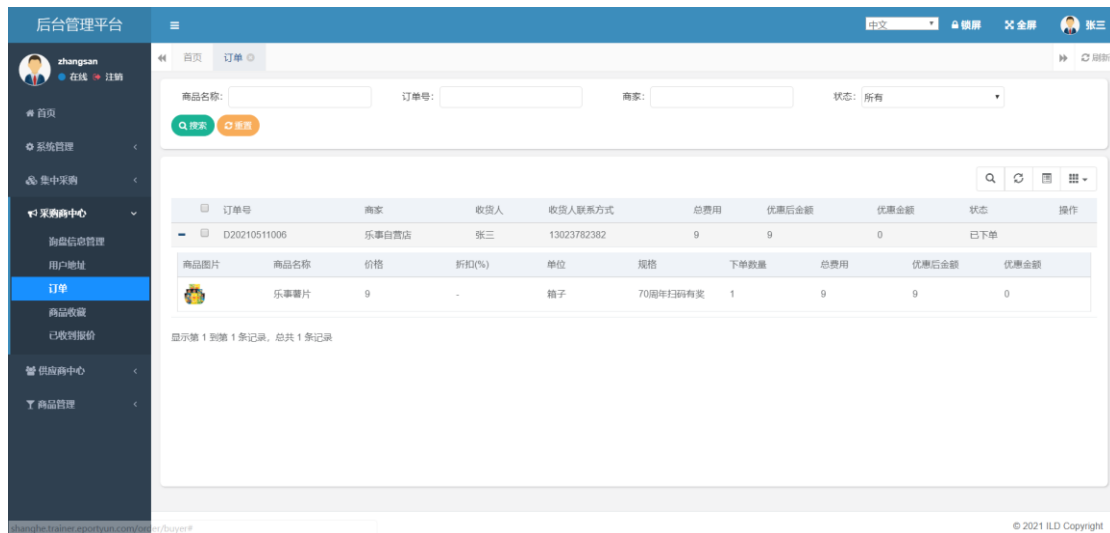 后台管理平台
中文 锁屏 全屏 张三
zhangsan
在线 注销
首页 订单 刷新
首页
系统管理
集中采购
采购商中心
询盘信息管理
用户地址
订单
商品收藏
已收到报价
供应商中心
商品管理
商品名称: 订单号: 商家: 状态: 所有
搜索 重置
订单号 商家 收货人 收货人联系方式 总费用 优惠后金额 优惠金额 状态 操作
D20210511006 乐事自营店 张三 13023782382 9 9 0 已下单
商品图片 商品名称 价格 折扣(%) 单位 规格 下单数量 总费用 优惠后金额 优惠金额
乐事薯片 9 - 箱子 70周年扫码有奖 1 9 9 0
显示第 1 到第 1 条记录，总共 1 条记录
shanghe.trainer.eportyun.com/order/buyer#
© 2021 ILD Copyright